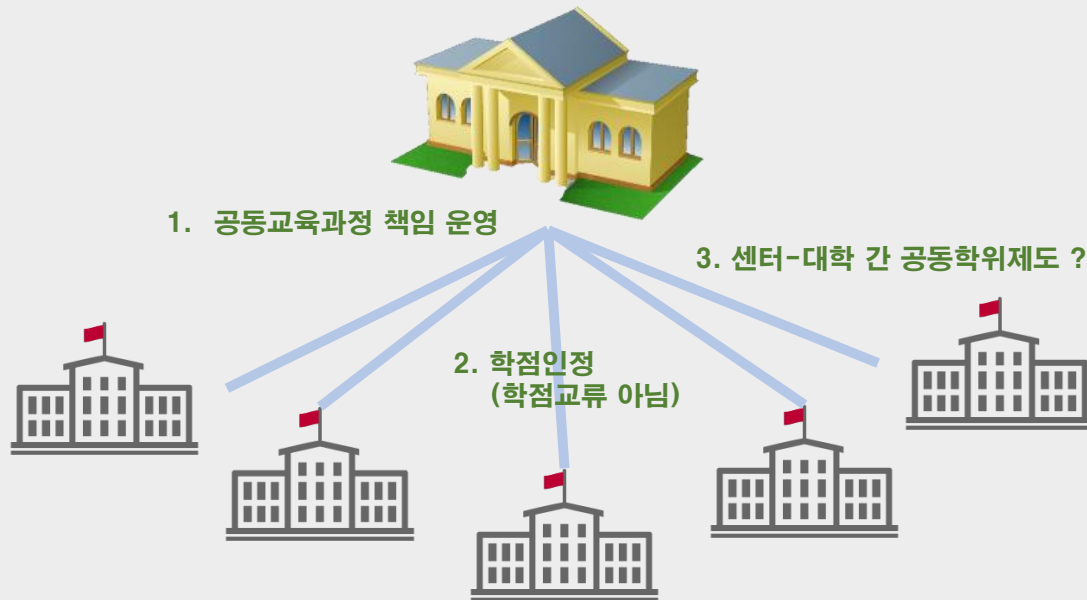 1. 공동교육과정 책임 운영
3. 센터-대학 간 공동학위제도 ?
2. 학점인정
(학점교류 아님)